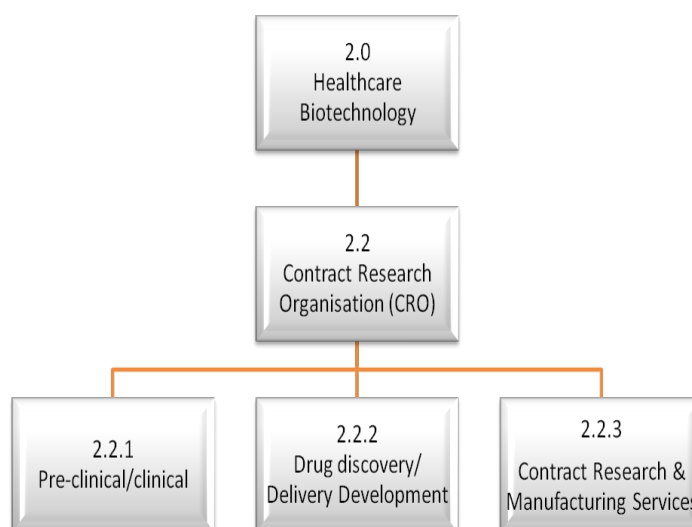 2.0
Healthcare
Biotechnology
2.2
Contract Research
Organisation (CRO)
2.2.1
Pre-clinical/clinical
2.2.2
Drug discovery/
Delivery Development
2.2.3
Contract Research &
Manufacturing Services